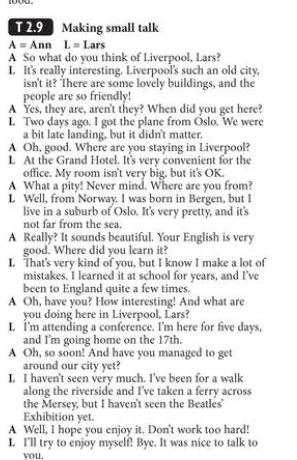 T 2.9 Making small talk
A = Ann L = Lars
A So what do you think of Liverpool, Lars?
L It's really interesting. Liverpool's such an old city,
isn't it? There are some lovely buildings, and the
people are so friendly!
A Yes, they are, aren't they? When did you get here?
L Two days ago. I got the plane from Oslo. We were
a bit late landing, but it didn't matter.
A Oh, good. Where are you staying in Liverpool?
L At the Grand Hotel. It's very convenient for the
office. My room isn't very big, but it's OK.
A What a pity! Never mind. Where are you from?
L Well, from Norway. I was born in Bergen, but I
live in a suburb of Oslo. It's very pretty, and it's
not far from the sea.
A Really? It sounds beautiful. Your English is very
good. Where did you learn it?
L That's very kind of you, but I know I make a lot of
mistakes. I learned it at school for years, and I've
been to England quite a few times.
A Oh, have you? How interesting! And what are
you doing here in Liverpool, Lars?
L I'm attending a conference. I'm here for five days,
and I'm going home on the 17th.
A Oh, so soon! And have you managed to get
around our city yet?
L I haven't seen very much. I've been for a walk
along the riverside and I've taken a ferry across
the Mersey, but I haven't seen the Beatles'
Exhibition yet.
A Well, I hope you enjoy it. Don't work too hard!
L I'll try to enjoy myself! Bye. It was nice to talk to
you.